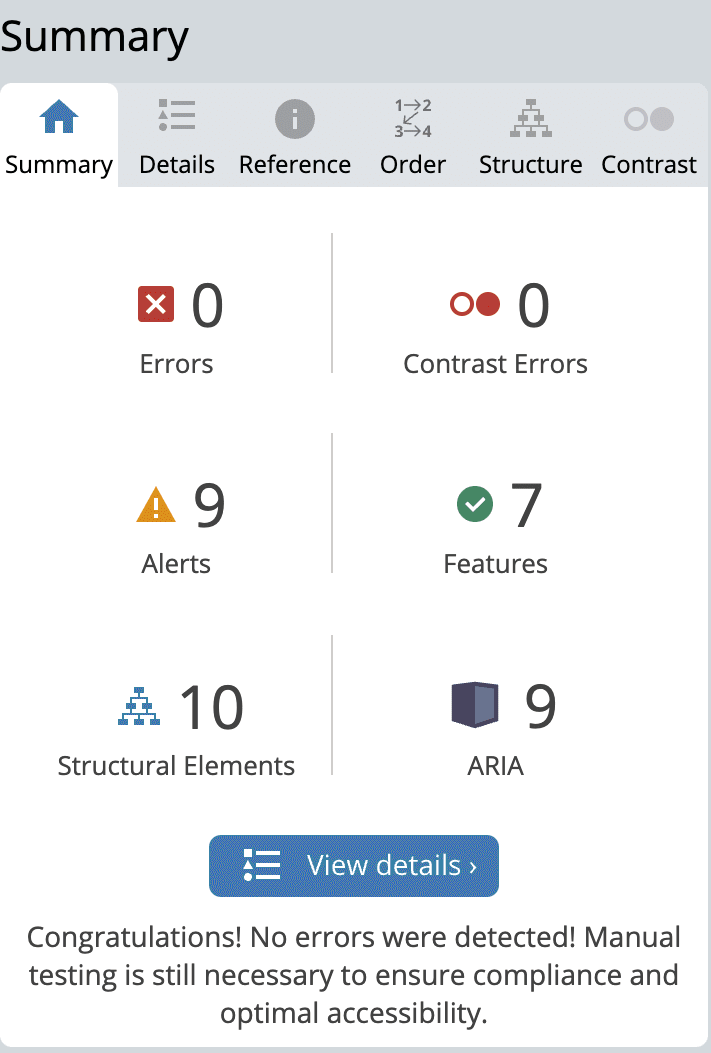 Summary
Summary Details Reference Order Structure Contrast
1→2
3→4
0 0
Errors Contrast Errors
9 7
Alerts Features
10 9
Structural Elements ARIA
View details ›
Congratulations! No errors were detected! Manual
testing is still necessary to ensure compliance and
optimal accessibility.